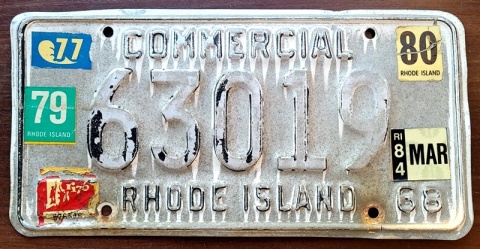 77
COMMERCIAL
80
RHODE ISLAND
63019
79
RHODE ISLAND
RI
84
MAR
RHODE ISLAND
68